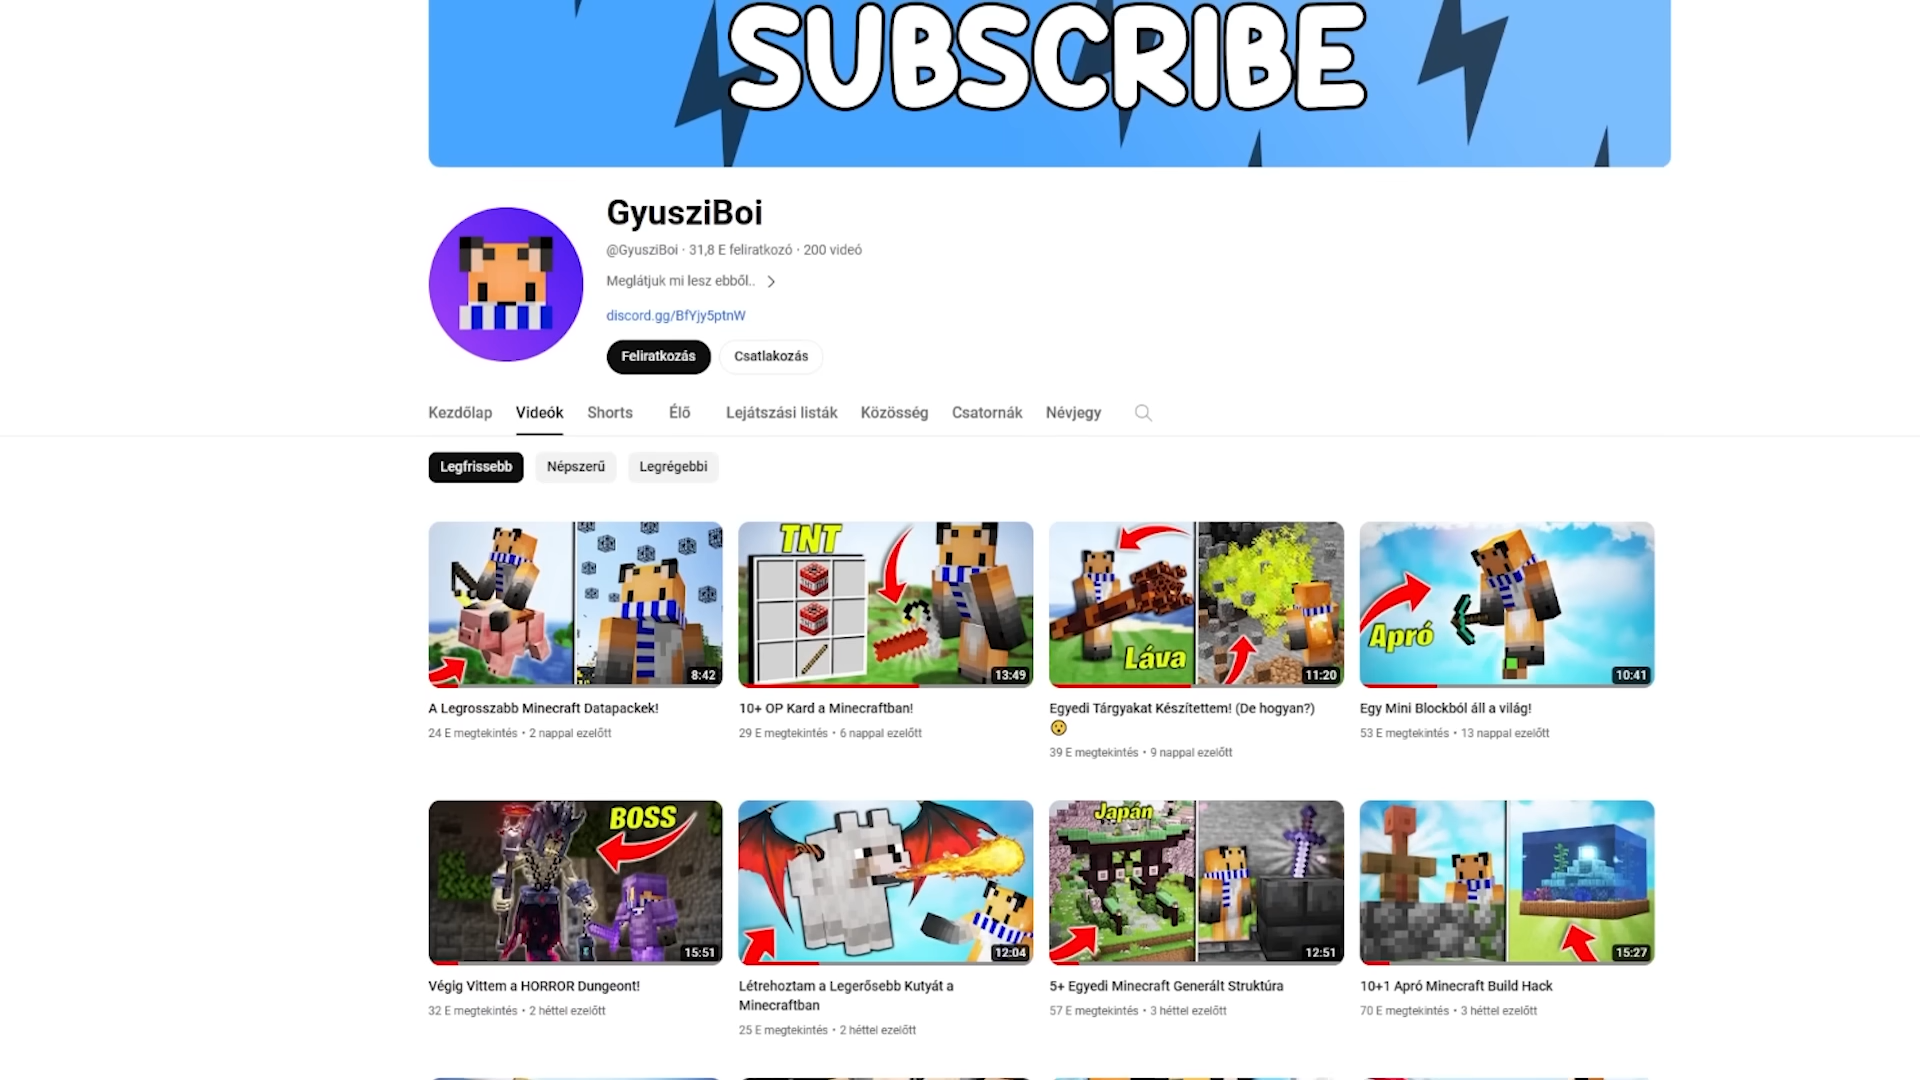 SUBSCRIBE
GyusziBoi
@GyusziBoi · 31,8 E feliratkozó · 200 videó
Meglátjuk mi lesz ebből..
discord.gg/BfYjy5ptnW
Feliratkozás Csatlakozás
Kezdőlap Videók Shorts Élő Lejátszási listák Közösség Csatornák Névjegy
Legfrissebb Népszerű Legrégebbi
8:42
TNT
13:49
Láva
11:20
Apró
10:41
A Legrosszabb Minecraft Datapackek!
24 E megtekintés • 2 nappal ezelőtt
10+ OP Kard a Minecraftban!
29 E megtekintés • 6 nappal ezelőtt
Egyedi Tárgyakat Készítettem! (De hogyan?)
😮
39 E megtekintés • 9 nappal ezelőtt
Egy Mini Blockból áll a világ!
53 E megtekintés • 13 nappal ezelőtt
BOSS
15:51
12:04
Japán
12:51
15:27
Végig Vittem a HORROR Dungeont!
32 E megtekintés • 2 héttel ezelőtt
Létrehoztam a Legerősebb Kutyát a
Minecraftban
25 E megtekintés • 2 héttel ezelőtt
5+ Egyedi Minecraft Generált Struktúra
57 E megtekintés • 3 héttel ezelőtt
10+1 Apró Minecraft Build Hack
70 E megtekintés • 3 héttel ezelőtt